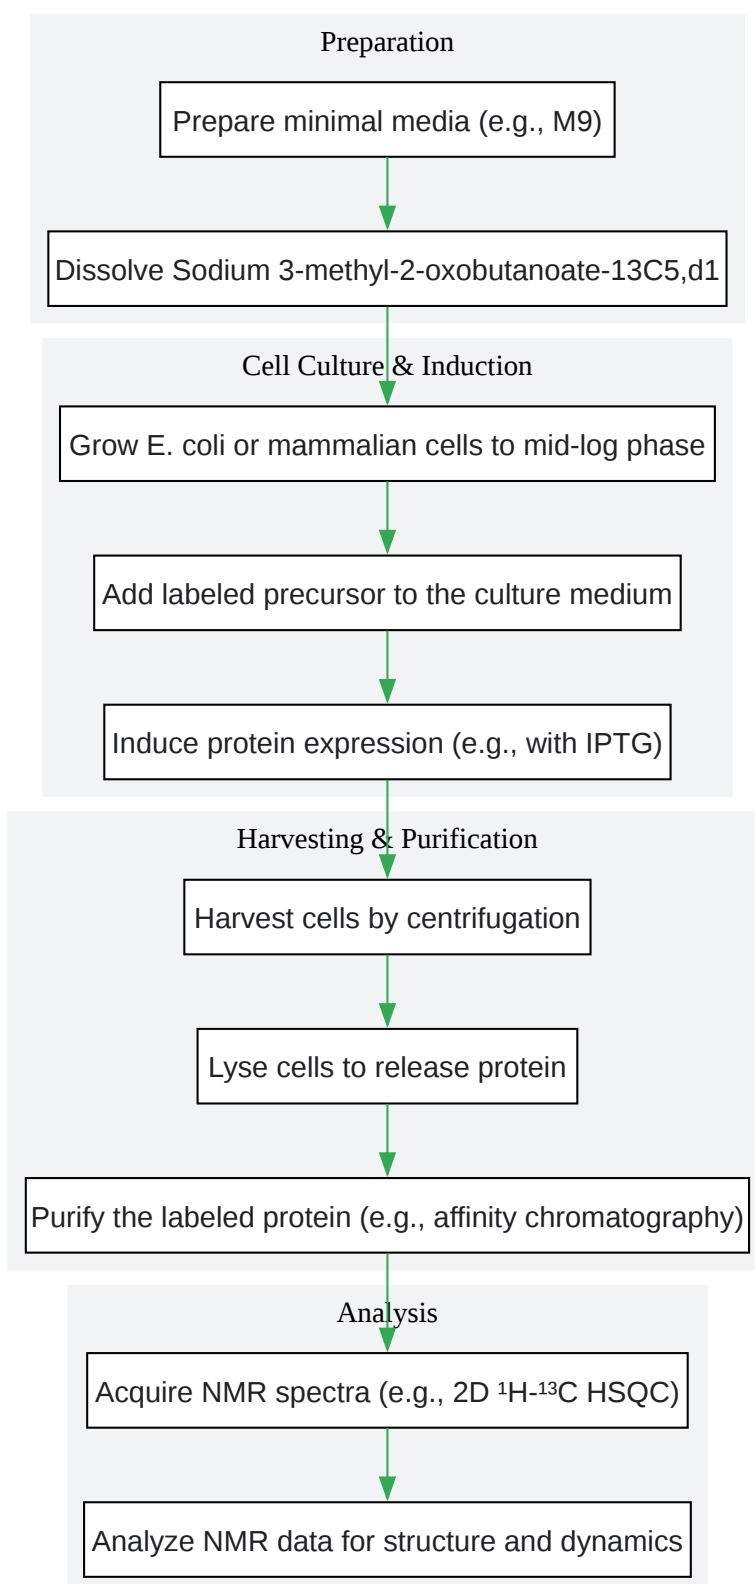 Preparation
Prepare minimal media (e.g., M9)
Dissolve Sodium 3-methyl-2-oxobutanoate-13C5,d1
Cell Culture & Induction
Grow E. coli or mammalian cells to mid-log phase
Add labeled precursor to the culture medium
Induce protein expression (e.g., with IPTG)
Harvesting & Purification
Harvest cells by centrifugation
Lyse cells to release protein
Purify the labeled protein (e.g., affinity chromatography)
Analysis
Acquire NMR spectra (e.g., 2D ¹H-¹³C HSQC)
Analyze NMR data for structure and dynamics